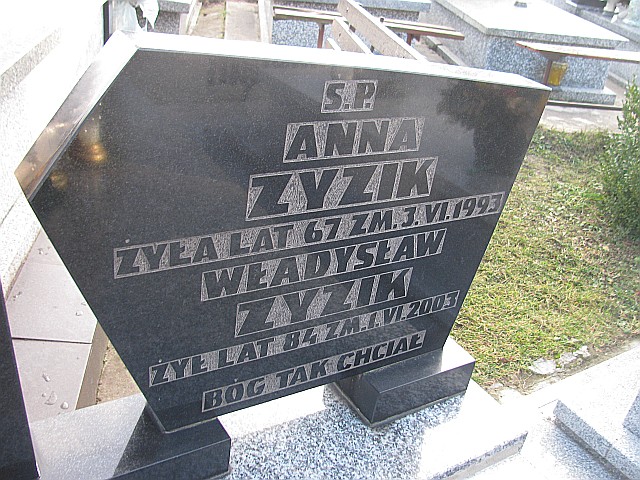 S.P.
ANNA
ZYZIK
ŻYŁA LAT 67 ZM. 3. VI. 1993
WŁADYSŁAW
ZYZIK
ŻYŁ LAT 84 ZM. 1. VI. 2003
BÓG TAK CHCIAŁ